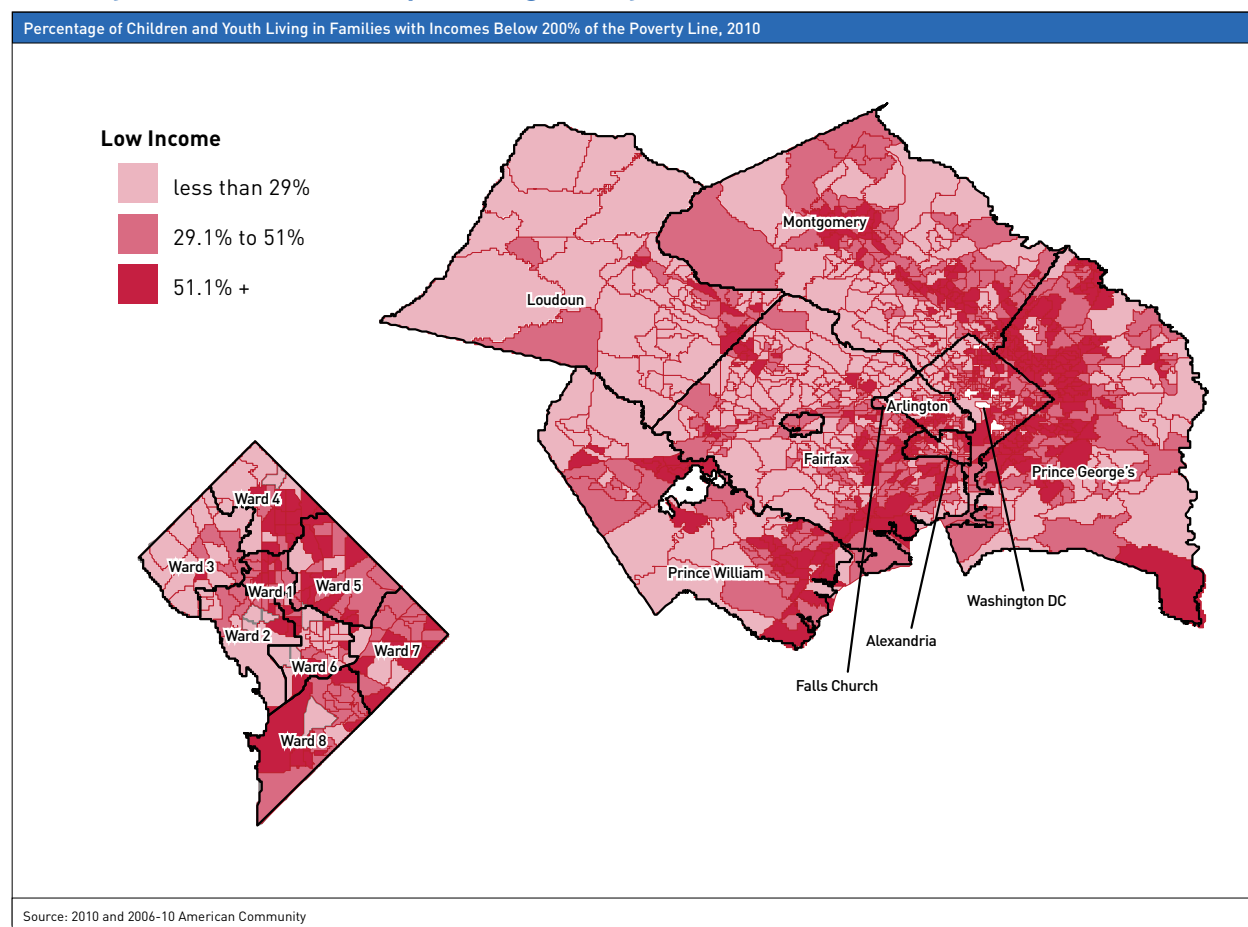 Percentage of Children and Youth Living in Families with Incomes Below 200% of the Poverty Line, 2010
Low Income
less than 29%
29.1% to 51%
51.1% +
Montgomery
Loudoun
Arlington
Fairfax
Prince George's
Prince William
Washington DC
Alexandria
Falls Church
Ward 4
Ward 3
Ward 1
Ward 5
Ward 2
Ward 7
Ward 6
Ward 8
Source: 2010 and 2006-10 American Community